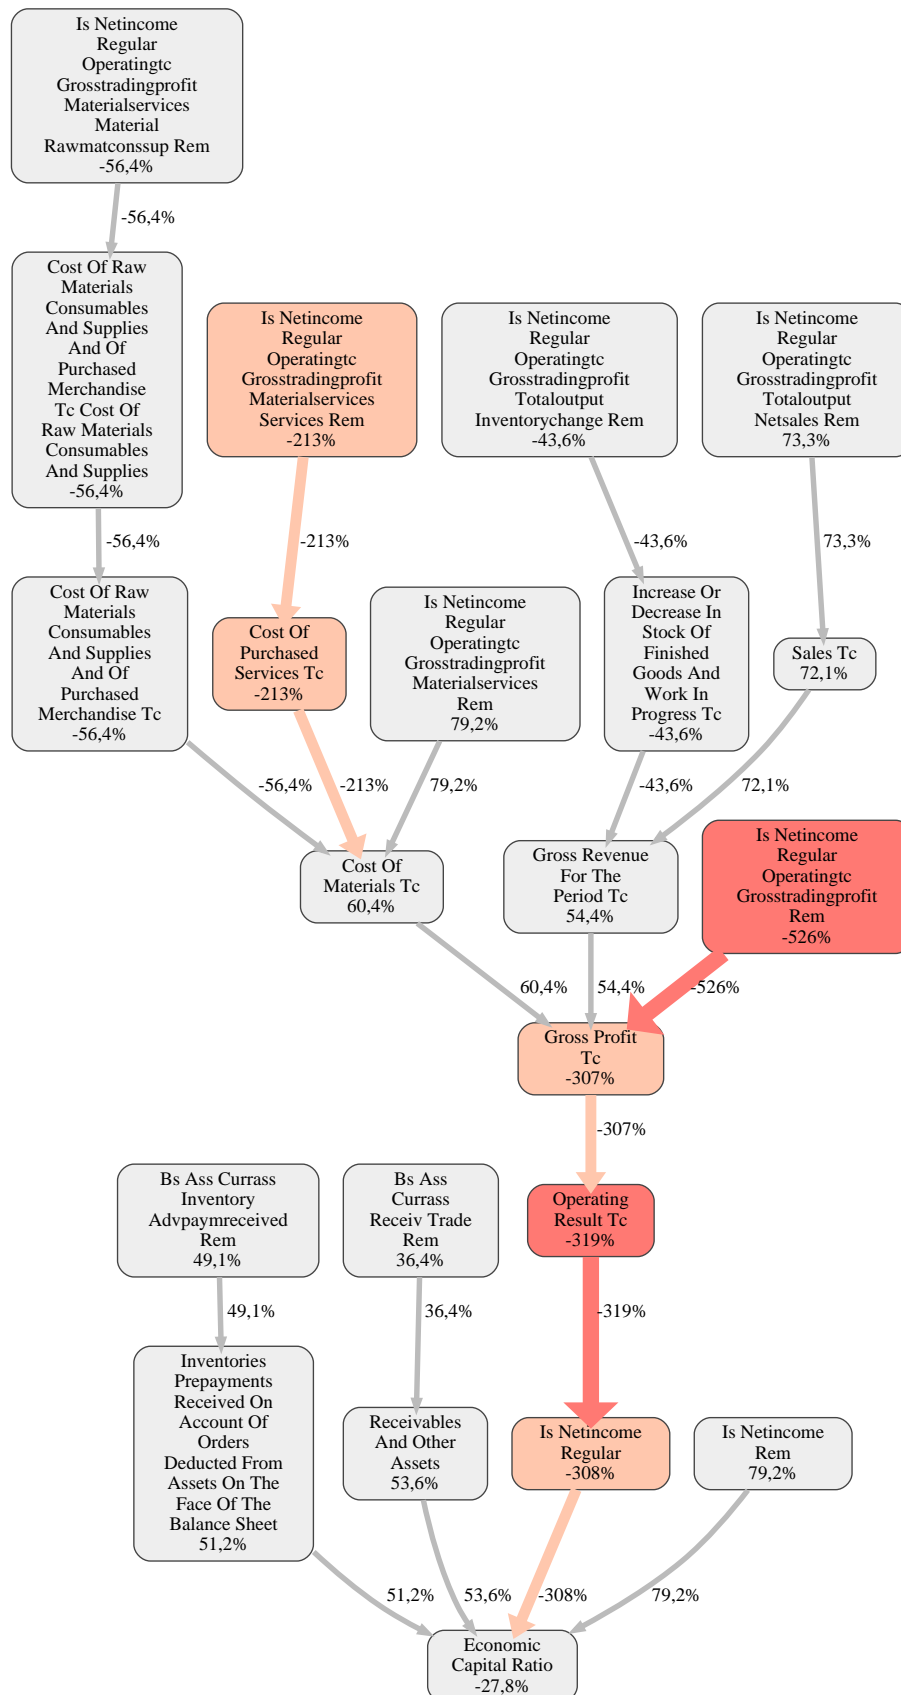 Is Netincome
Regular
Operatingtc
Grosstradingprofit
Materialservices
Material
Rawmatconssup Rem
-56,4%
-56,4%
Cost Of Raw
Materials
Consumables
And Supplies
And Of
Purchased
Merchandise
Tc Cost Of
Raw Materials
Consumables
And Supplies
-56,4%
Is Netincome
Regular
Operatingtc
Grosstradingprofit
Materialservices
Services Rem
-213%
Is Netincome
Regular
Operatingtc
Grosstradingprofit
Totaloutput
Inventorychange Rem
-43,6%
Is Netincome
Regular
Operatingtc
Grosstradingprofit
Totaloutput
Netsales Rem
73,3%
-56,4%
-213%
-43,6%
73,3%
Cost Of Raw
Materials
Consumables
And Supplies
And Of
Purchased
Merchandise Tc
-56,4%
Cost Of
Purchased
Services Tc
-213%
Is Netincome
Regular
Operatingtc
Grosstradingprofit
Materialservices
Rem
79,2%
Increase Or
Decrease In
Stock Of
Finished
Goods And
Work In
Progress Tc
-43,6%
Sales Tc
72,1%
-56,4%
-213%
79,2%
-43,6%
72,1%
Cost Of
Materials Tc
60,4%
Gross Revenue
For The
Period Tc
54,4%
Is Netincome
Regular
Operatingtc
Grosstradingprofit
Rem
-526%
60,4%
54,4%
-526%
Gross Profit
Tc
-307%
-307%
Bs Ass Currass
Inventory
Advpaymreceived
Rem
49,1%
Bs Ass
Currass
Receiv Trade
Rem
36,4%
Operating
Result Tc
-319%
49,1%
36,4%
-319%
Inventories
Prepayments
Received On
Account Of
Orders
Deducted From
Assets On The
Face Of The
Balance Sheet
51,2%
Receivables
And Other
Assets
53,6%
Is Netincome
Regular
-308%
Is Netincome
Rem
79,2%
51,2%
53,6%
-308%
79,2%
Economic
Capital Ratio
-27,8%